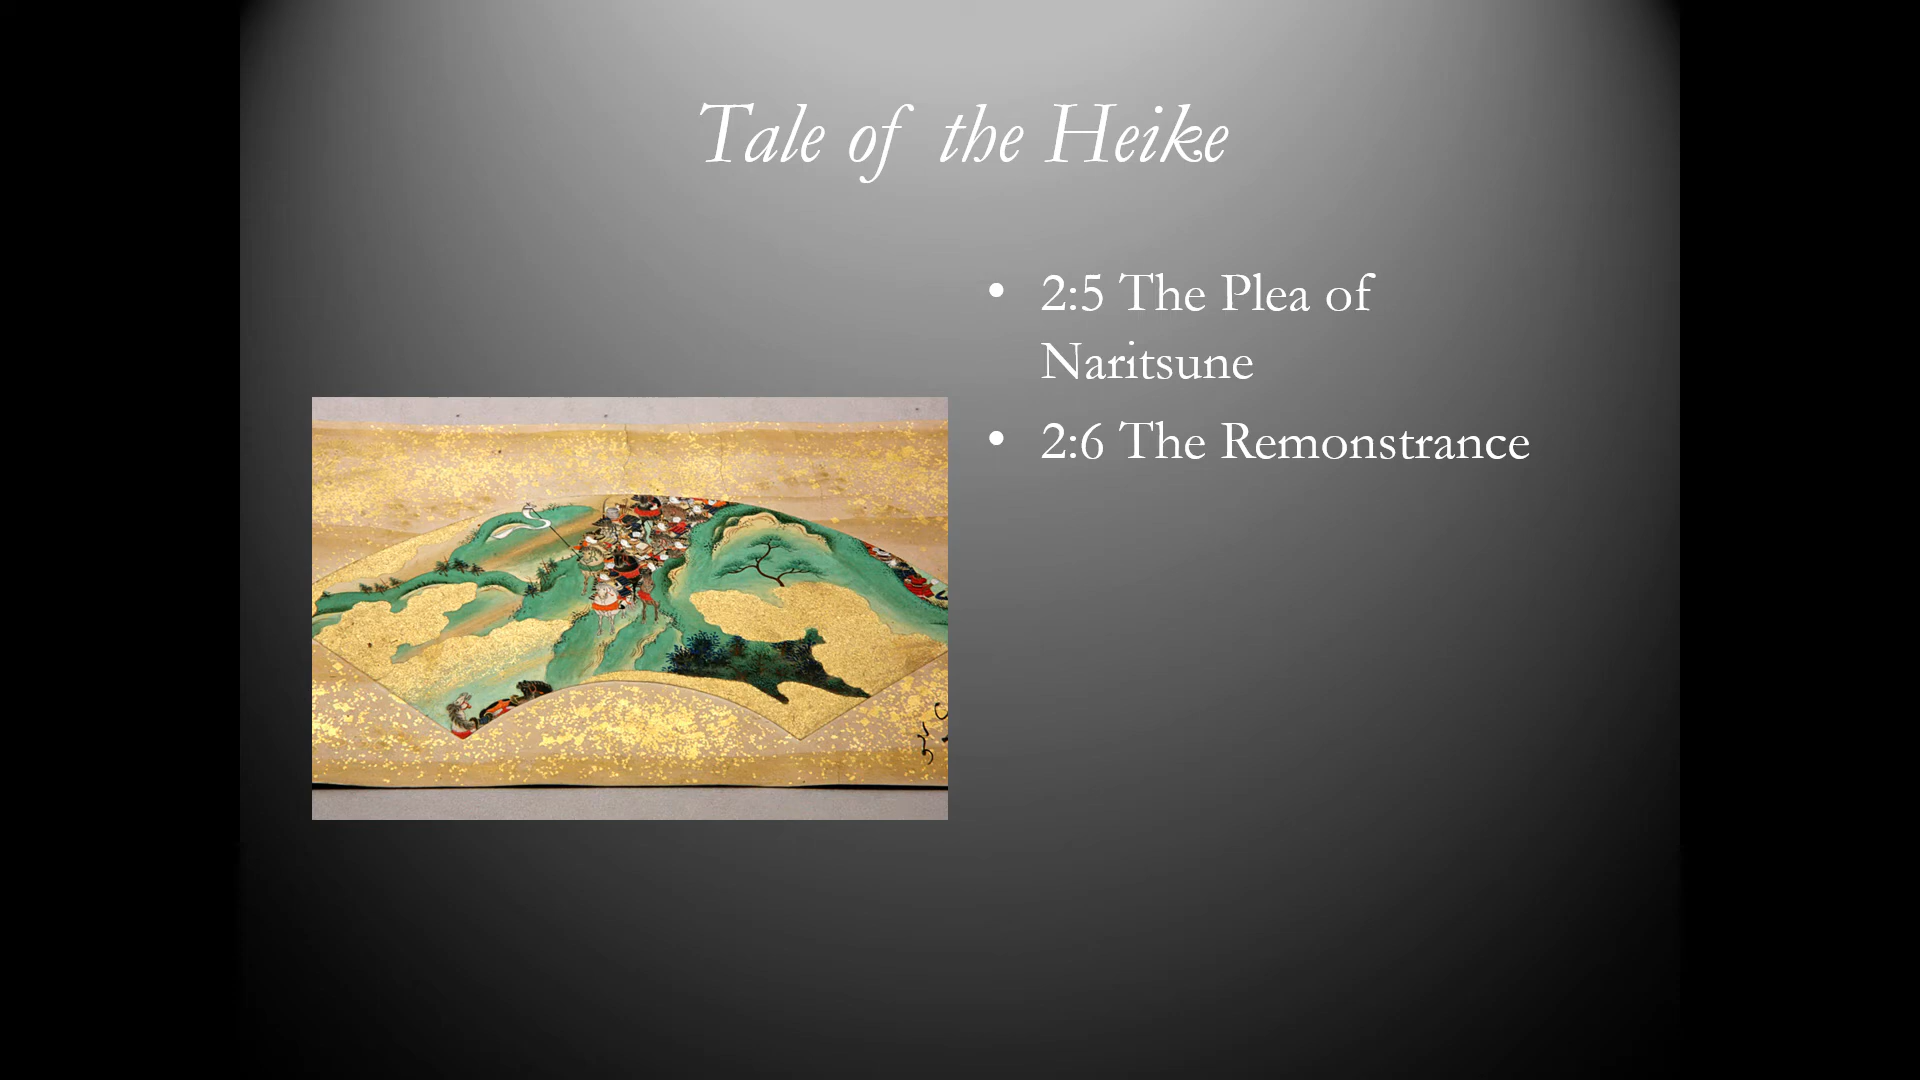 Tale of the Heike
• 2:5 The Plea of
Naritsune
• 2:6 The Remonstrance